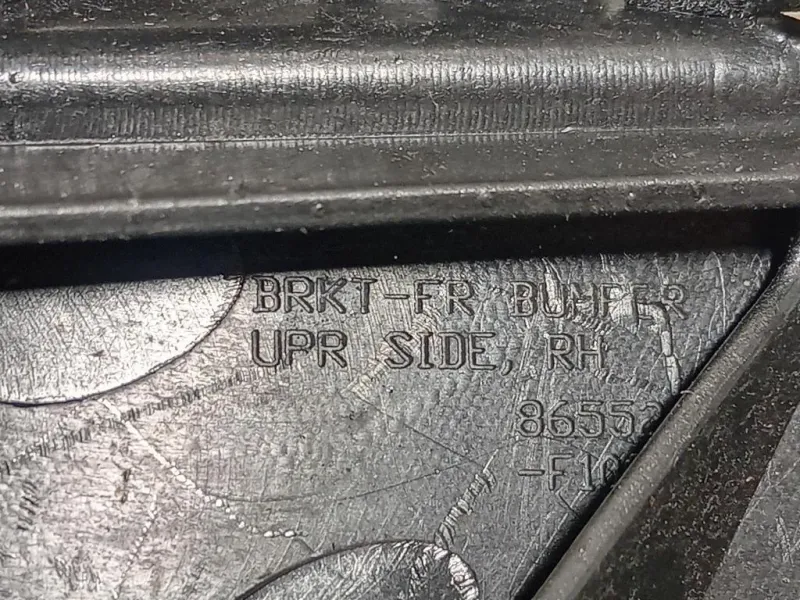 BRKT-FR BUMPER
UPR SIDE, RH
8655
-F1